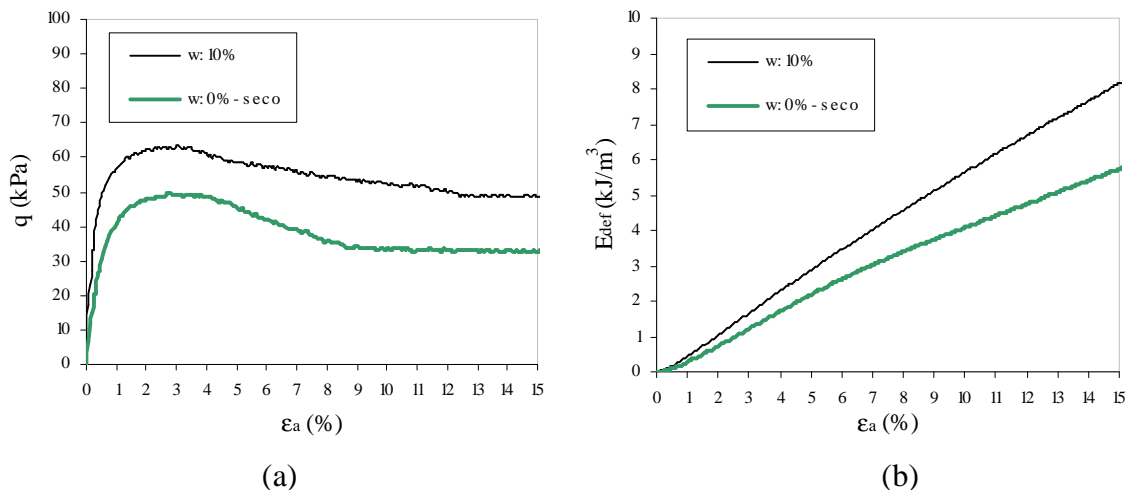 100
90
80
70
60
50
40
30
20
10
0
q (kPa)
w: 10%
w: 0% - seco
0 1 2 3 4 5 6 7 8 9 10 11 12 13 14 15
εa (%)
(a)
10
9
8
7
6
5
4
3
2
1
0
Edef (kJ/m³)
w: 10%
w: 0% - seco
0 1 2 3 4 5 6 7 8 9 10 11 12 13 14 15
εa (%)
(b)